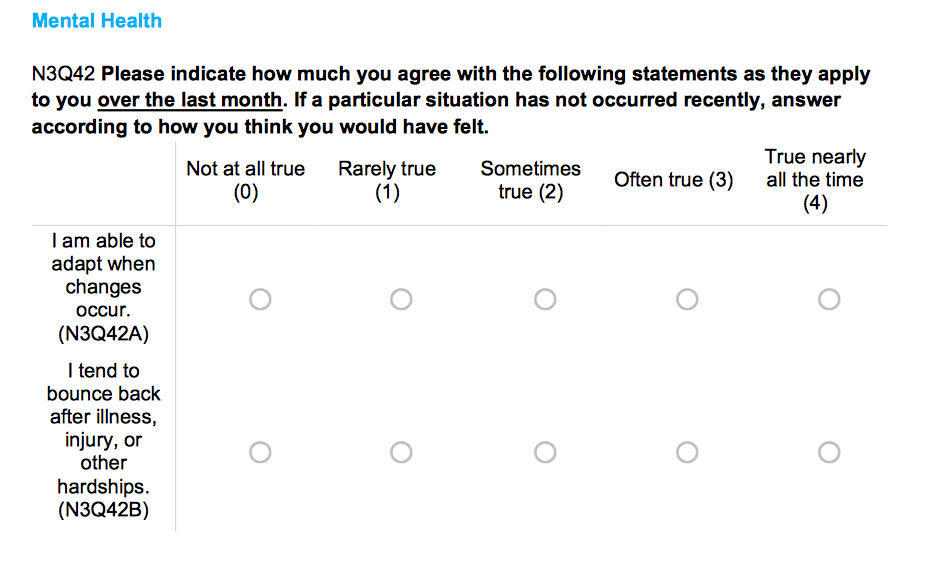 Mental Health
N3Q42 Please indicate how much you agree with the following statements as they apply
to you over the last month. If a particular situation has not occurred recently, answer
according to how you think you would have felt.
Not at all true
(0)
Rarely true
(1)
Sometimes
true (2)
Often true (3)
True nearly
all the time
(4)
I am able to
adapt when
changes
occur.
(N3Q42A)
I tend to
bounce back
after illness,
injury, or
other
hardships.
(N3Q42B)